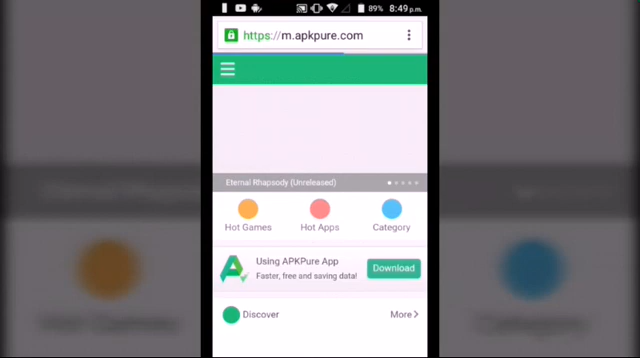 89% 8:49 p.m.
https://m.apkpure.com
Eternal Rhapsody (Unreleased)
Hot Games
Hot Apps
Category
Using APKPure App
Faster, free and saving data!
Download
Discover
More